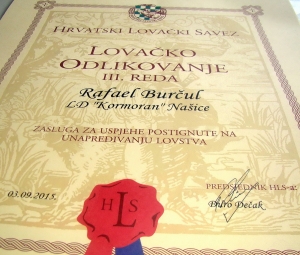 HRVATSKI LOVAČKI SAVEZ
LOVAČKO
ODLIKOVANJE
III. REDA
Rafael Burčul
LD "Kormoran" Našice
ZASLUGA ZA USPJEHE POSTIGNUTE NA
UNAPREĐIVANJU LOVSTVA
03.09.2015.
PREDSJEDNIK HLS-a:
Đuro Dečak
HLS